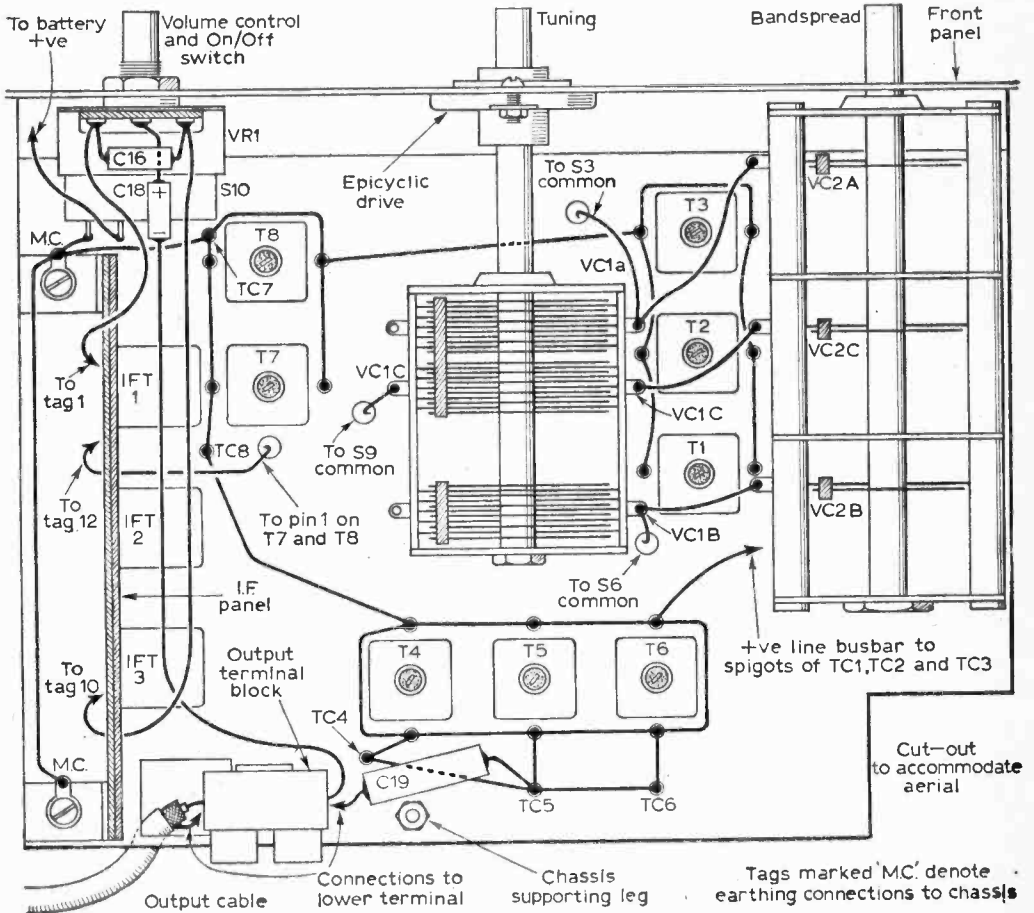 To battery
+ve
Volume control
and On/Off
switch
Tuning
Bandspread
Front
panel
VR1
C16
C18
+
S10
Epicyclic
drive
To S3
common
T3
VC2A
M.C.
T8
TC7
VC1a
T2
VC2C
To
tag 1
IFT
1
T7
VC1C
VC1C
To S9
common
TC8
T1
To
tag 12
IFT
2
To pin 1 on
T7 and T8
VC1B
VC2B
To S6
common
I.F.
panel
IFT
3
To
tag 10
Output
terminal
block
T4
T5
T6
+ve line busbar to
spigots of TC1, TC2 and TC3
TC4
M.C.
C19
TC5
TC6
Cut-out
to accommodate
aerial
Output cable
Connections to
lower terminal
Chassis
supporting leg
Tags marked 'M.C.' denote
earthing connections to chassis